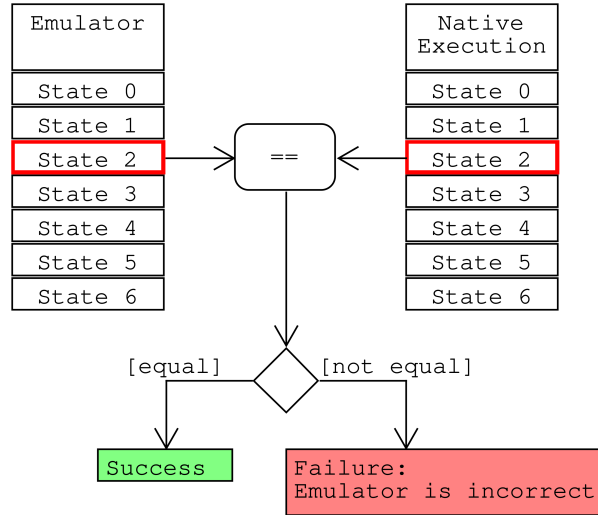 Emulator
State 0
State 1
State 2
State 3
State 4
State 5
State 6
Native
Execution
State 0
State 1
State 2
State 3
State 4
State 5
State 6
==
[equal]
[not equal]
Success
Failure:
Emulator is incorrect